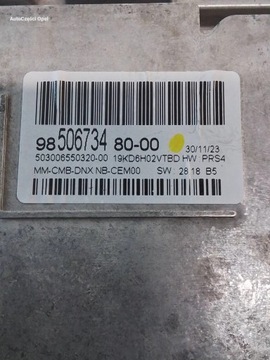 AutoCzęści Opel
98 506734 80-00 30/11/23
503006550320-00 19KD6H02VTBD HW PRS4
MM-CMB-DNX NB-CEM00 SW 28 18 B5